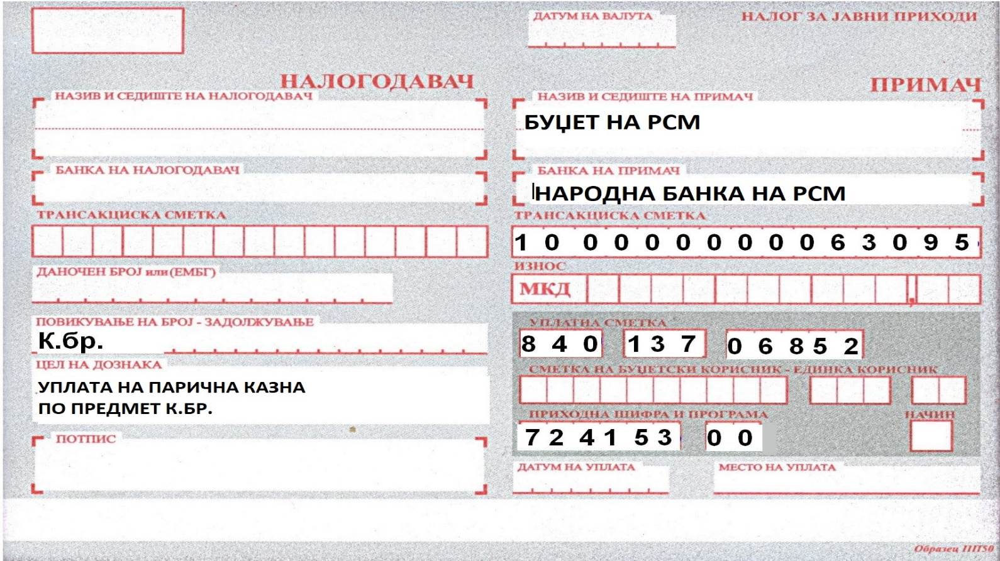 ДАТУМ НА ВАЛУТА
НАЛОГ ЗА ЈАВНИ ПРИХОДИ
НАЛОГОДАВАЧ
НАЗИВ И СЕДИШТЕ НА НАЛОГОДАВАЧ
БАНКА НА НАЛОГОДАВАЧ
ТРАНСАКЦИСКА СМЕТКА
ДАНОЧЕН БРОЈ или (ЕМБГ)
ПОВИКУВАЊЕ НА БРОЈ - ЗАДОЛЖУВАЊЕ
К.бр.
ЦЕЛ НА ДОЗНАКА
УПЛАТА НА ПАРИЧНА КАЗНА
ПО ПРЕДМЕТ К.БР.
ПОТПИС
ПРИМАЧ
НАЗИВ И СЕДИШТЕ НА ПРИМАЧ
БУЏЕТ НА РСМ
БАНКА НА ПРИМАЧ
НАРОДНА БАНКА НА РСМ
ТРАНСАКЦИСКА СМЕТКА
1 0 0 0 0 0 0 0 0 0 6 3 0 9 5
ИЗНОС
МКД ,
УПЛАТНА СМЕТКА
8 4 0 1 3 7 0 6 8 5 2
СМЕТКА НА БУЏЕТСКИ КОРИСНИК - ЕДИНКА КОРИСНИК
ПРИХОДНА ШИФРА И ПРОГРАМА НАЧИН
7 2 4 1 5 3 0 0
ДАТУМ НА УПЛАТА
МЕСТО НА УПЛАТА
Образец ПП50